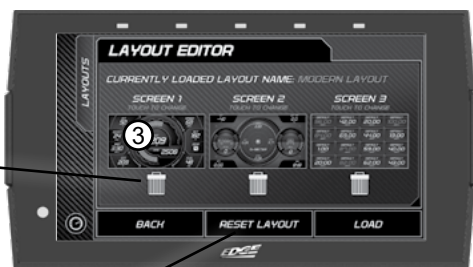 LAYOUT EDITOR
LAYOUTS
CURRENTLY LOADED LAYOUT NAME: MODERN LAYOUT
SCREEN 1 SCREEN 2 SCREEN 3
TOUCH TO CHANGE TOUCH TO CHANGE TOUCH TO CHANGE
3
BACK RESET LAYOUT LOAD
EDGE